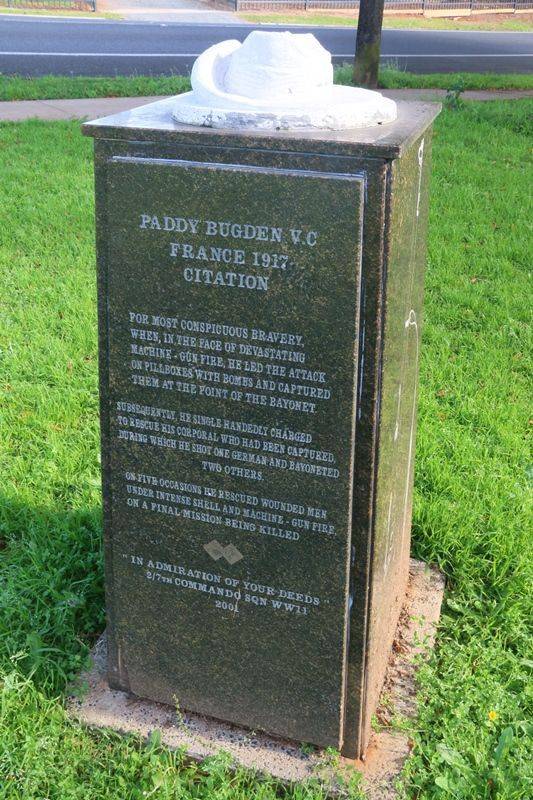 PADDY BUGDEN V.C
FRANCE 1917
CITATION
FOR MOST CONSPICUOUS BRAVERY,
WHEN, IN THE FACE OF DEVASTATING
MACHINE - GUN FIRE, HE LED THE ATTACK
ON PILLBOXES WITH BOMBS AND CAPTURED
THEM AT THE POINT OF THE BAYONET.
SUBSEQUENTLY, HE SINGLE HANDEDLY CHARGED
TO RESCUE HIS CORPORAL WHO HAD BEEN CAPTURED,
DURING WHICH HE SHOT ONE GERMAN AND BAYONETED
TWO OTHERS.
ON FIVE OCCASIONS HE RESCUED WOUNDED MEN
UNDER INTENSE SHELL AND MACHINE - GUN FIRE,
ON A FINAL MISSION BEING KILLED
"IN ADMIRATION OF YOUR DEEDS"
2/7TH COMMANDO SQN WW11
2001